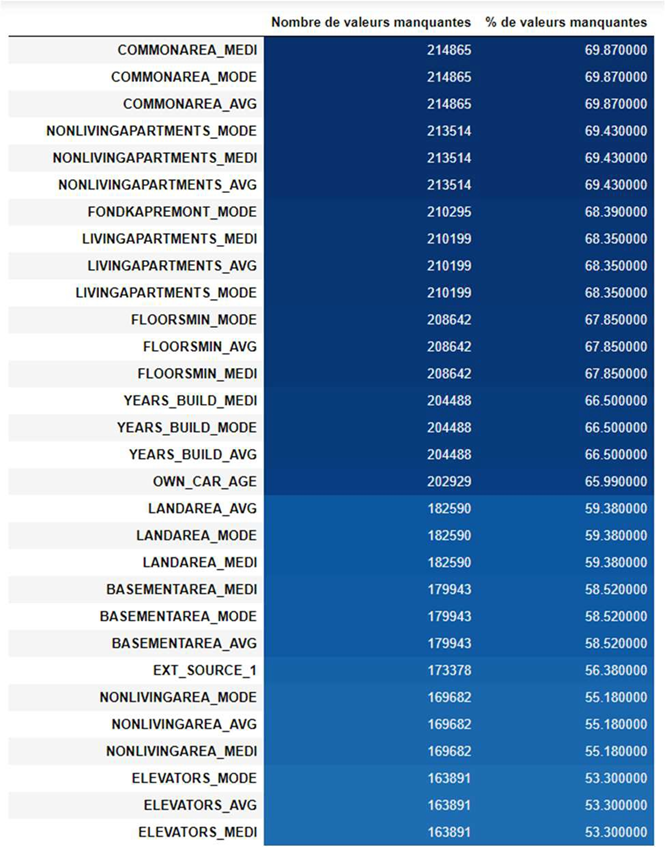 Nombre de valeurs manquantes % de valeurs manquantes
COMMONAREA_MEDI 214865 69.870000
COMMONAREA_MODE 214865 69.870000
COMMONAREA_AVG 214865 69.870000
NONLIVINGAPARTMENTS_MODE 213514 69.430000
NONLIVINGAPARTMENTS_MEDI 213514 69.430000
NONLIVINGAPARTMENTS_AVG 213514 69.430000
FONDKAPREMONT_MODE 210295 68.390000
LIVINGAPARTMENTS_MEDI 210199 68.350000
LIVINGAPARTMENTS_AVG 210199 68.350000
LIVINGAPARTMENTS_MODE 210199 68.350000
FLOORSMIN_MODE 208642 67.850000
FLOORSMIN_AVG 208642 67.850000
FLOORSMIN_MEDI 208642 67.850000
YEARS_BUILD_MEDI 204488 66.500000
YEARS_BUILD_MODE 204488 66.500000
YEARS_BUILD_AVG 204488 66.500000
OWN_CAR_AGE 202929 65.990000
LANDAREA_AVG 182590 59.380000
LANDAREA_MODE 182590 59.380000
LANDAREA_MEDI 182590 59.380000
BASEMENTAREA_MEDI 179943 58.520000
BASEMENTAREA_MODE 179943 58.520000
BASEMENTAREA_AVG 179943 58.520000
EXT_SOURCE_1 173378 56.380000
NONLIVINGAREA_MODE 169682 55.180000
NONLIVINGAREA_AVG 169682 55.180000
NONLIVINGAREA_MEDI 169682 55.180000
ELEVATORS_MODE 163891 53.300000
ELEVATORS_AVG 163891 53.300000
ELEVATORS_MEDI 163891 53.300000